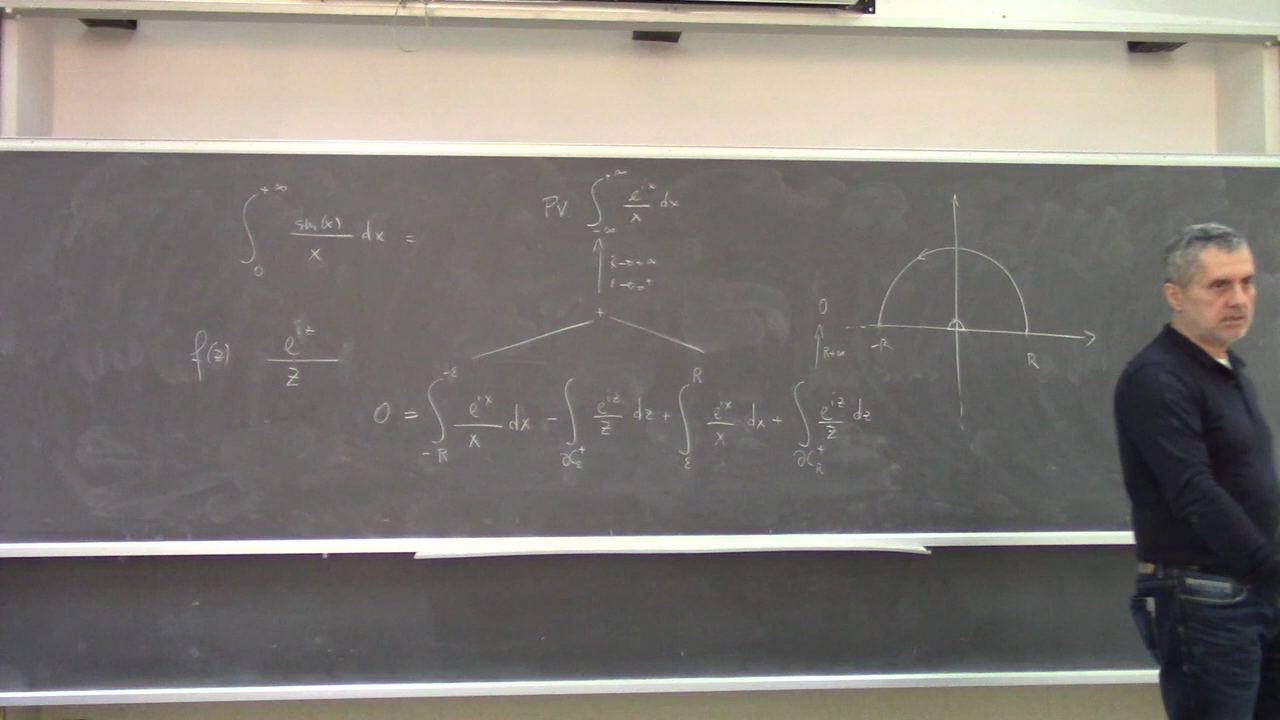 ∫₀^{+∞} sin(x)/x dx =
P.V. ∫_{-∞}^{+∞} e^{ix}/x dx
ε→0⁺
+
f(z) e^{iz}/z
0
R→∞
-R R
0 = ∫_{-R}^{-ε} e^{ix}/x dx - ∫_{∂C_ε^+} e^{iz}/z dz + ∫_ε^R e^{ix}/x dx + ∫_{∂C_R^+} e^{iz}/z dz